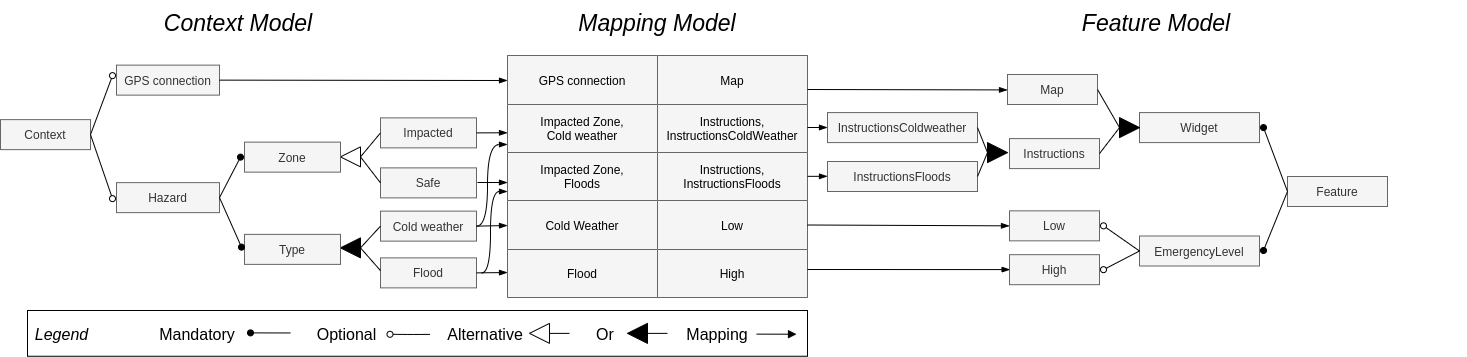 Context Model
Mapping Model
Feature Model
GPS connection
Context
Hazard
Zone
Type
Impacted
Safe
Cold weather
Flood
GPS connection
Map
Impacted Zone,
Cold weather
Instructions,
InstructionsColdWeather
Impacted Zone,
Floods
Instructions,
InstructionsFloods
Cold Weather
Low
Flood
High
InstructionsColdweather
InstructionsFloods
Map
Instructions
Low
High
Widget
EmergencyLevel
Feature
Legend
Mandatory
Optional
Alternative
Or
Mapping